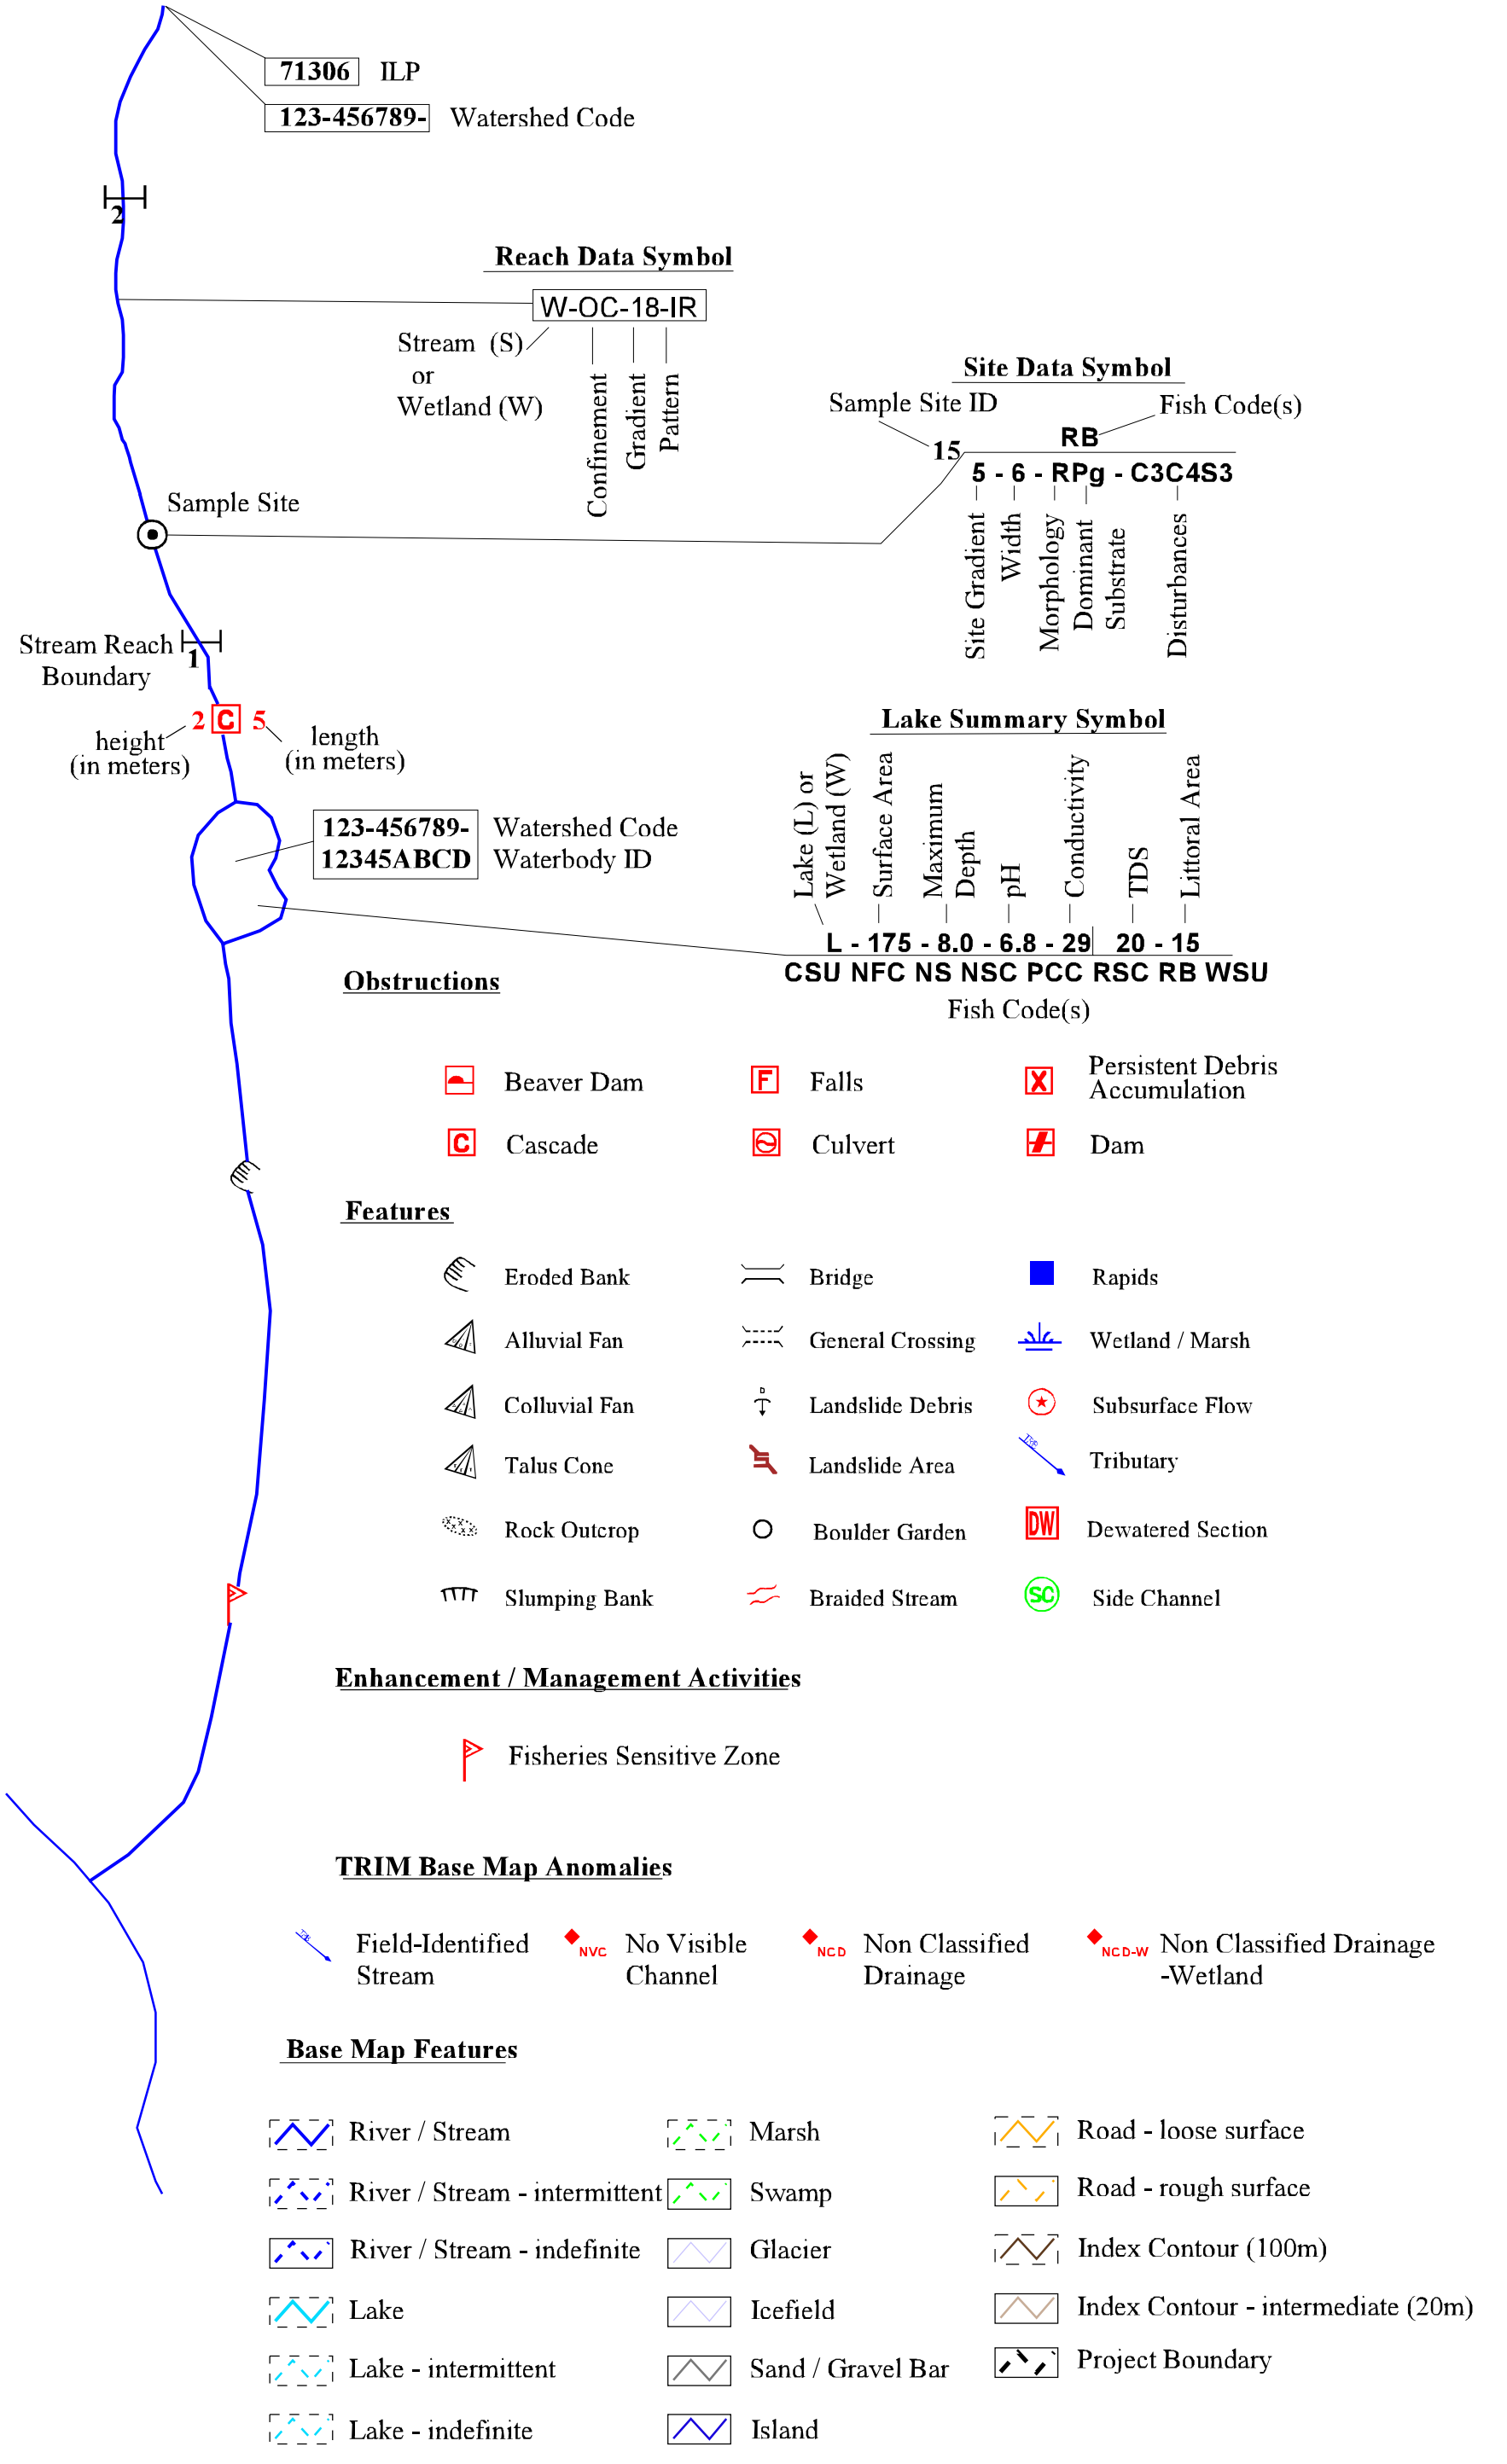 71306 ILP
123-456789- Watershed Code
2
Reach Data Symbol
W-OC-18-IR
Stream (S)
or
Wetland (W)
Confinement
Gradient
Pattern
Site Data Symbol
Sample Site ID
Fish Code(s)
15
RB
5 - 6 - RPg - C3C4S3
Site Gradient
Width
Morphology
Dominant
Substrate
Disturbances
Sample Site
Stream Reach
Boundary
1
2 C 5
height
(in meters)
length
(in meters)
Lake Summary Symbol
Lake (L) or
Wetland (W)
Surface Area
Maximum
Depth
pH
Conductivity
TDS
Littoral Area
L - 175 - 8.0 - 6.8 - 29 20 - 15
CSU NFC NS NSC PCC RSC RB WSU
Fish Code(s)
123-456789- Watershed Code
12345ABCD Waterbody ID
Obstructions
Beaver Dam
F Falls
X Persistent Debris
Accumulation
C Cascade
Culvert
Dam
Features
Eroded Bank
Bridge
Rapids
Alluvial Fan
General Crossing
Wetland / Marsh
Colluvial Fan
D Landslide Debris
Subsurface Flow
Talus Cone
Landslide Area
Tributary
Rock Outcrop
Boulder Garden
DW Dewatered Section
Slumping Bank
Braided Stream
SC Side Channel
Enhancement / Management Activities
Fisheries Sensitive Zone
TRIM Base Map Anomalies
Field-Identified
Stream
NVC No Visible
Channel
NCD Non Classified
Drainage
NCD-W Non Classified Drainage
-Wetland
Base Map Features
River / Stream
Marsh
Road - loose surface
River / Stream - intermittent
Swamp
Road - rough surface
River / Stream - indefinite
Glacier
Index Contour (100m)
Lake
Icefield
Index Contour - intermediate (20m)
Lake - intermittent
Sand / Gravel Bar
Project Boundary
Lake - indefinite
Island